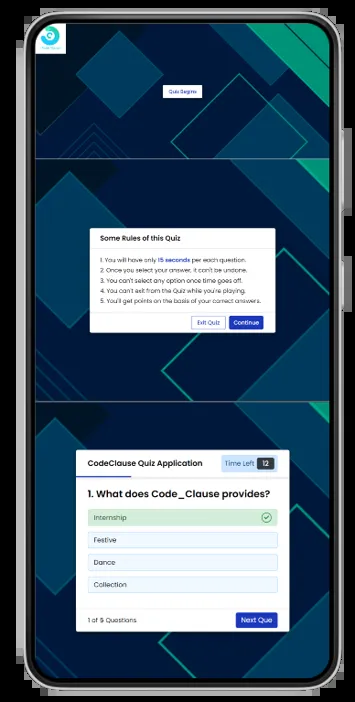 Quiz Begins
Some Rules of this Quiz
1. You will have only 15 seconds per each question.
2. Once you select your answer, it can't be undone.
3. You can't select any option once time goes off.
4. You can't exit from the Quiz while you're playing.
5. You'll get points on the basis of your correct answers.
Exit Quiz Continue
CodeClause Quiz Application Time Left 12
1. What does Code_Clause provides?
Internship
Festive
Dance
Collection
1 of 5 Questions Next Que